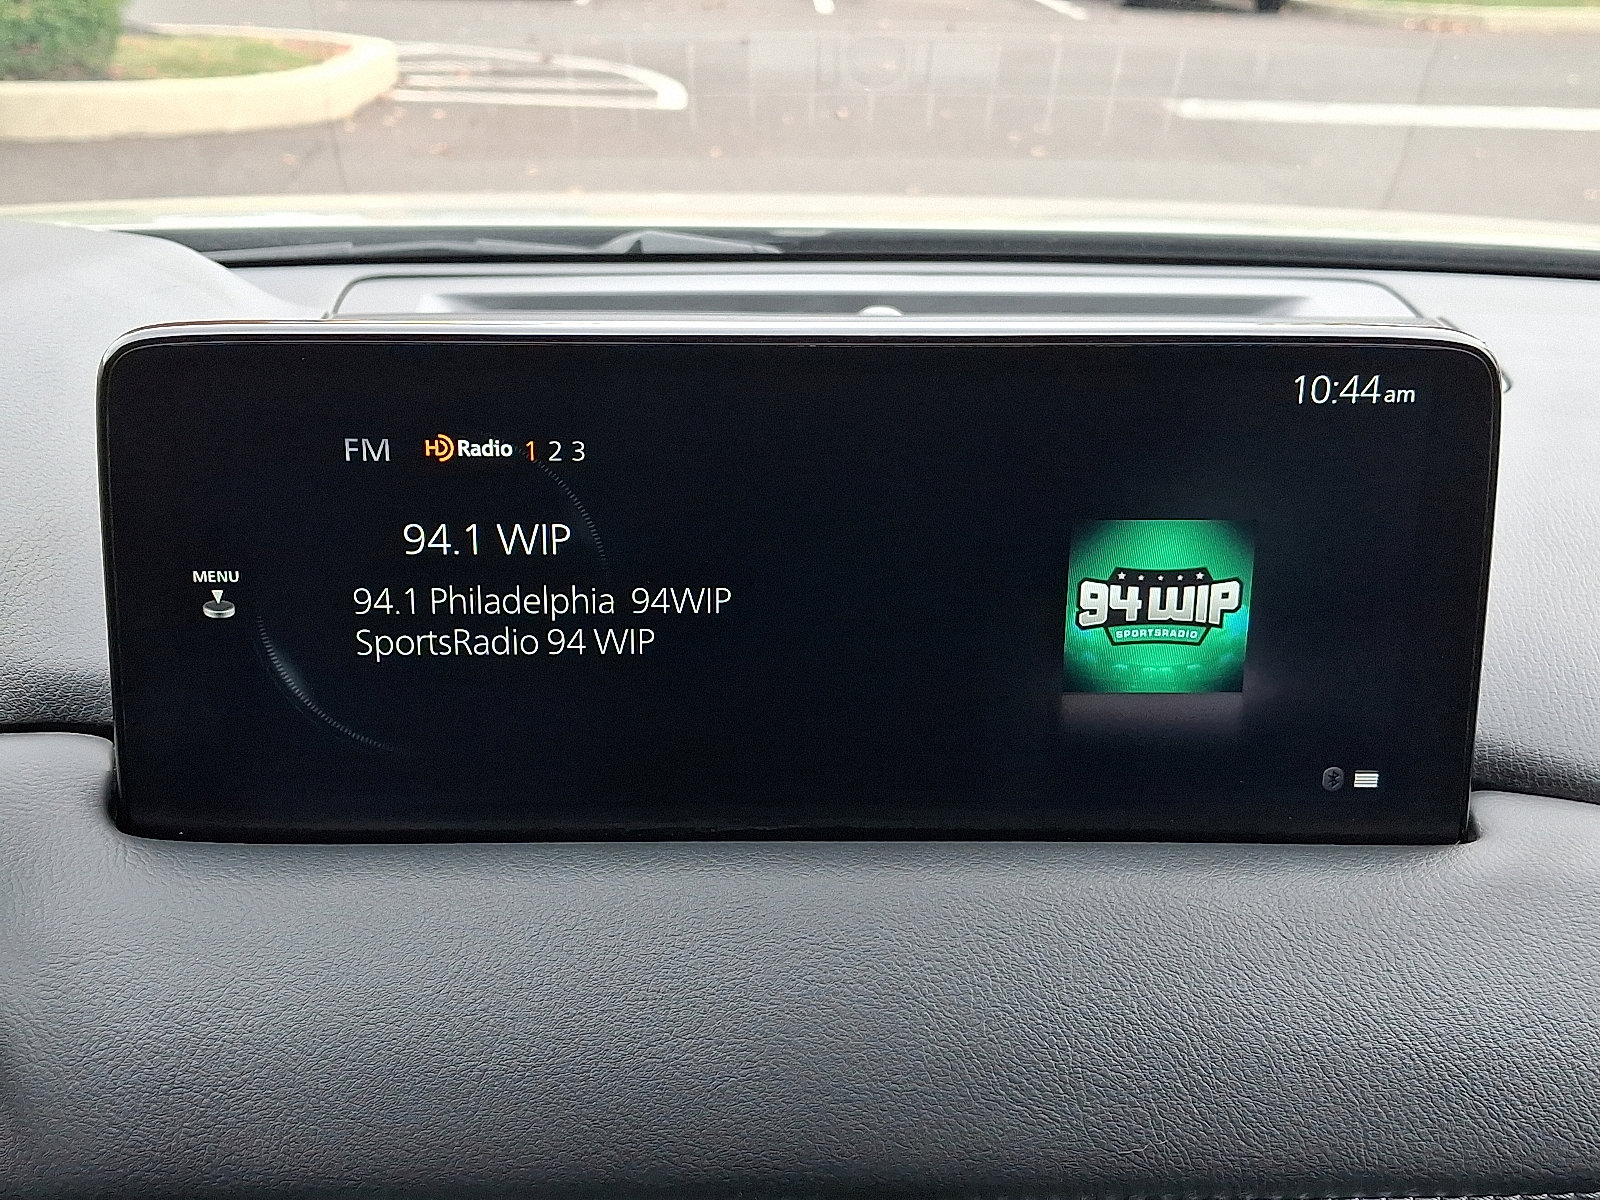 10:44am
FM HD Radio 1 2 3
94.1 WIP
MENU
94.1 Philadelphia 94WIP
SportsRadio 94 WIP
94WIP
SPORTSRADIO